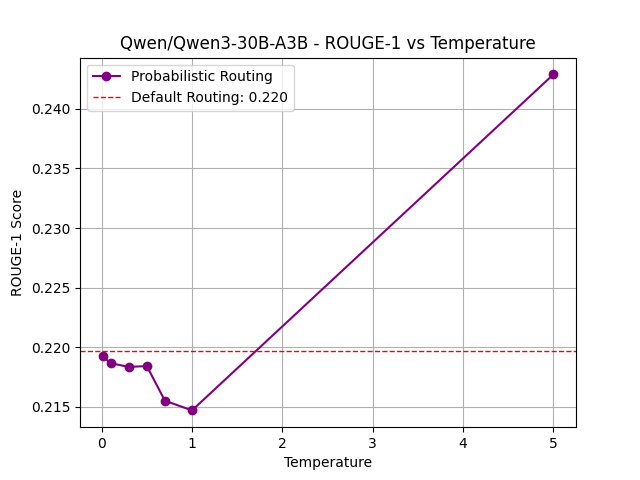 Qwen/Qwen3-30B-A3B - ROUGE-1 vs Temperature
Probabilistic Routing
Default Routing: 0.220
0.240
0.235
0.230
0.225
0.220
0.215
ROUGE-1 Score
0 1 2 3 4 5
Temperature